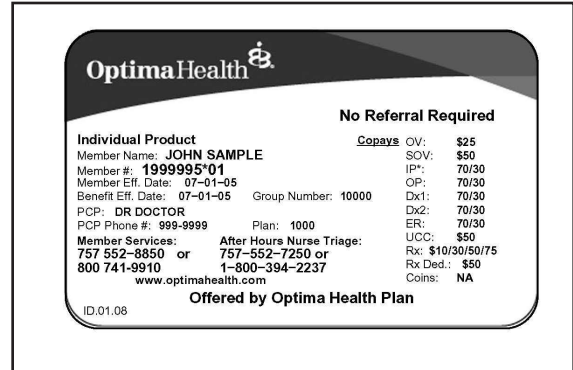 OptimaHealth
No Referral Required
Individual Product
Member Name: JOHN SAMPLE
Member #: 1999995*01
Member Eff. Date: 07-01-05
Benefit Eff. Date: 07-01-05 Group Number: 10000
PCP: DR DOCTOR
PCP Phone #: 999-9999 Plan: 1000
Member Services: After Hours Nurse Triage:
757 552-8850 or 757-552-7250 or
800 741-9910 1-800-394-2237
www.optimahealth.com
Copays OV: $25
SOV: $50
IP*: 70/30
OP: 70/30
Dx1: 70/30
Dx2: 70/30
ER: 70/30
UCC: $50
Rx: $10/30/50/75
Rx Ded.: $50
Coins: NA
Offered by Optima Health Plan
ID.01.08